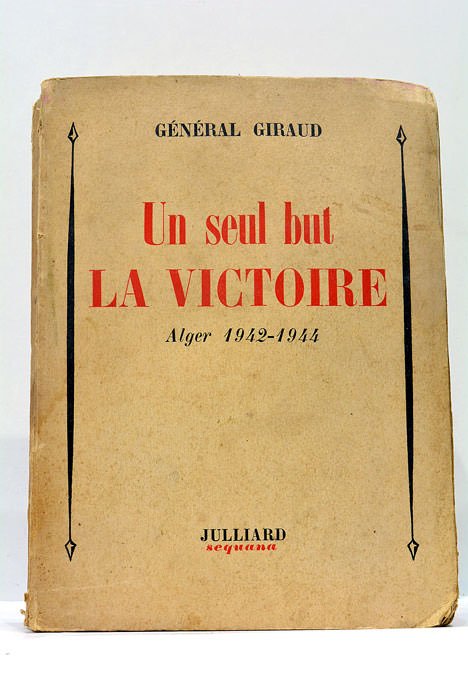 GÉNÉRAL GIRAUD
Un seul but
LA VICTOIRE
Alger 1942-1944
JULLIARD
sequana